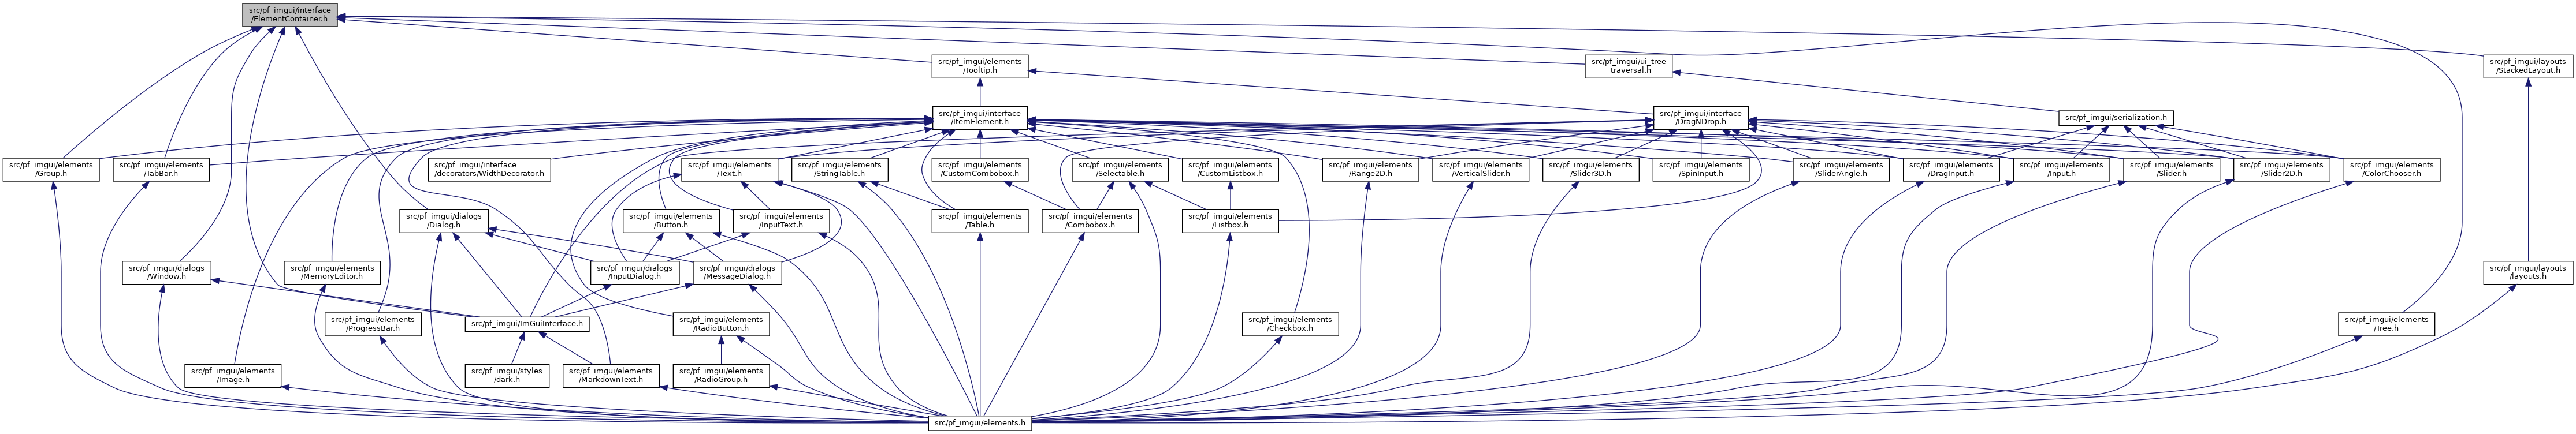 src/pf_imgui/interface
/ElementContainer.h
src/pf_imgui/elements
/Tooltip.h
src/pf_imgui/ui_tree
_traversal.h
src/pf_imgui/layouts
/StackedLayout.h
src/pf_imgui/interface
/ItemElement.h
src/pf_imgui/interface
/DragNDrop.h
src/pf_imgui/serialization.h
src/pf_imgui/elements
/Group.h
src/pf_imgui/elements
/TabBar.h
src/pf_imgui/interface
/decorators/WidthDecorator.h
src/pf_imgui/elements
/Text.h
src/pf_imgui/elements
/StringTable.h
src/pf_imgui/elements
/CustomCombobox.h
src/pf_imgui/elements
/Selectable.h
src/pf_imgui/elements
/CustomListbox.h
src/pf_imgui/elements
/Range2D.h
src/pf_imgui/elements
/VerticalSlider.h
src/pf_imgui/elements
/Slider3D.h
src/pf_imgui/elements
/SpinInput.h
src/pf_imgui/elements
/SliderAngle.h
src/pf_imgui/elements
/DragInput.h
src/pf_imgui/elements
/Input.h
src/pf_imgui/elements
/Slider.h
src/pf_imgui/elements
/Slider2D.h
src/pf_imgui/elements
/ColorChooser.h
src/pf_imgui/dialogs
/Dialog.h
src/pf_imgui/elements
/Button.h
src/pf_imgui/elements
/InputText.h
src/pf_imgui/elements
/Table.h
src/pf_imgui/elements
/Combobox.h
src/pf_imgui/elements
/Listbox.h
src/pf_imgui/dialogs
/Window.h
src/pf_imgui/elements
/MemoryEditor.h
src/pf_imgui/dialogs
/InputDialog.h
src/pf_imgui/dialogs
/MessageDialog.h
src/pf_imgui/layouts
/layouts.h
src/pf_imgui/elements
/ProgressBar.h
src/pf_imgui/ImGuiInterface.h
src/pf_imgui/elements
/RadioButton.h
src/pf_imgui/elements
/Checkbox.h
src/pf_imgui/elements
/Tree.h
src/pf_imgui/elements
/Image.h
src/pf_imgui/styles
/dark.h
src/pf_imgui/elements
/MarkdownText.h
src/pf_imgui/elements
/RadioGroup.h
src/pf_imgui/elements.h